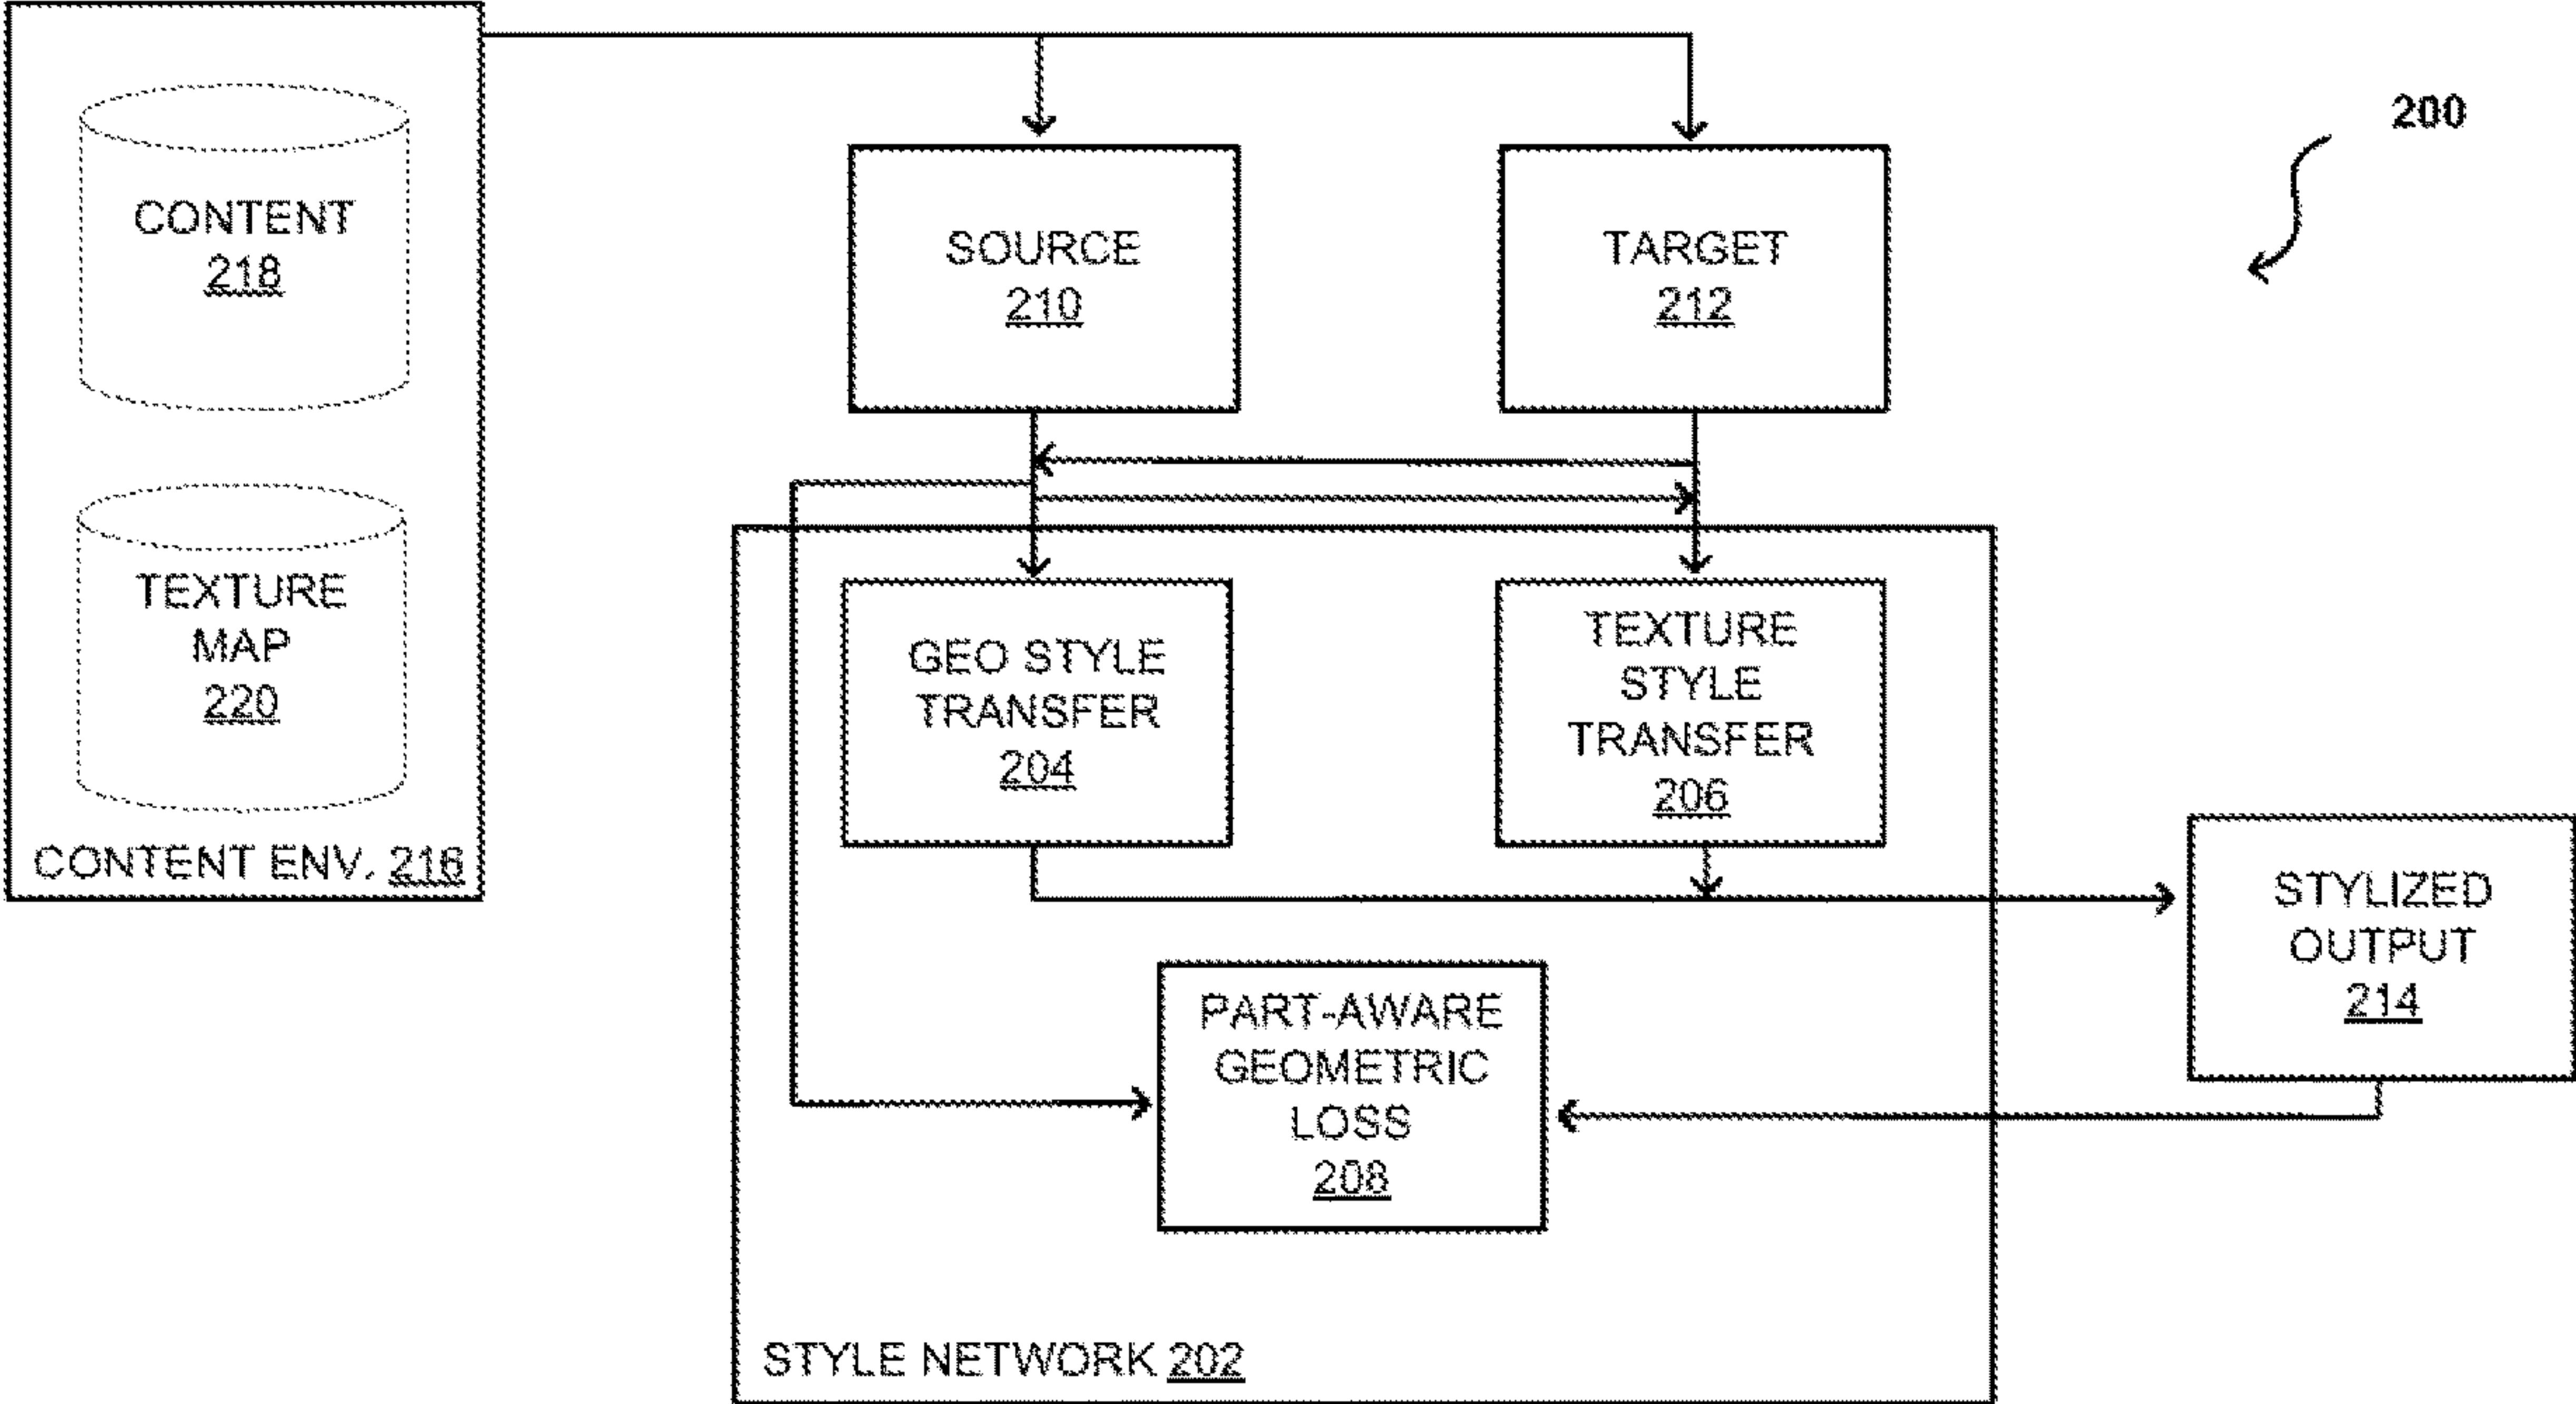 200
CONTENT
218
TEXTURE
MAP
220
CONTENT ENV. 216
SOURCE
210
TARGET
212
GEO STYLE
TRANSFER
204
TEXTURE
STYLE
TRANSFER
206
STYLIZED
OUTPUT
214
PART-AWARE
GEOMETRIC
LOSS
208
STYLE NETWORK 202